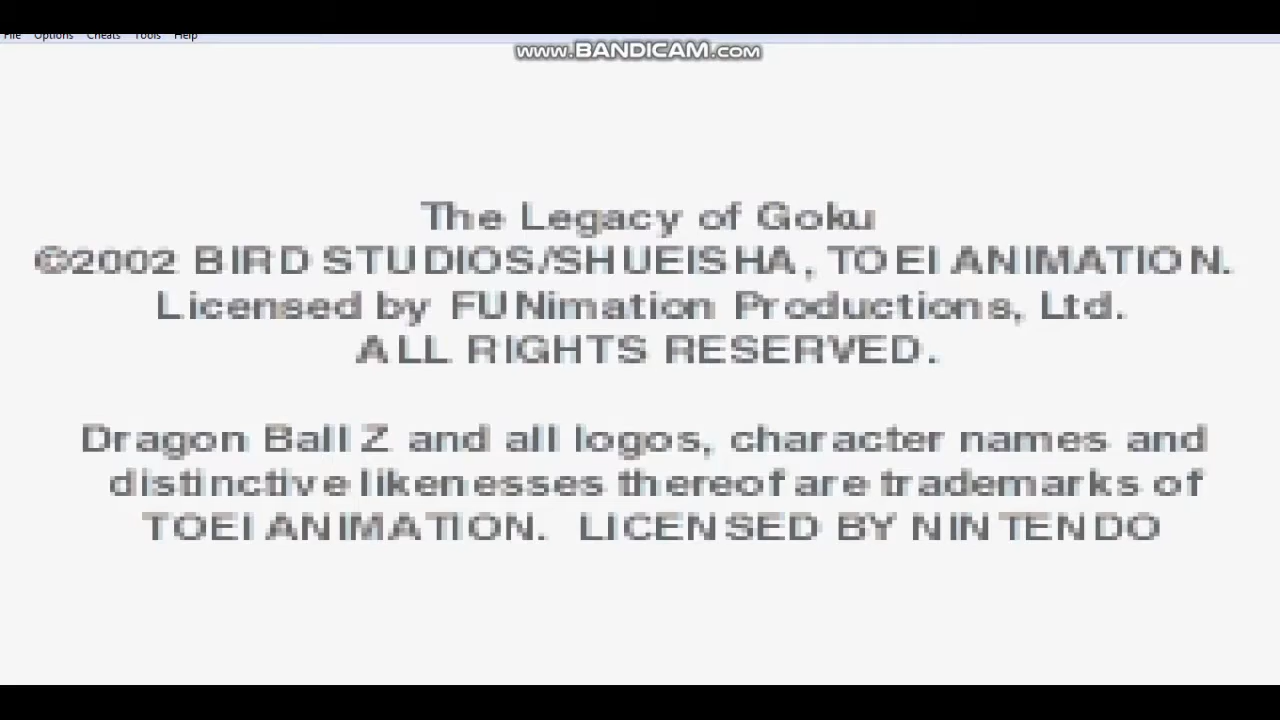 File Options Cheats Tools Help
www.BANDICAM.com
The Legacy of Goku
©2002 BIRD STUDIOS/SHUEISHA, TOEI ANIMATION.
Licensed by FUNimation Productions, Ltd.
ALL RIGHTS RESERVED.
Dragon Ball Z and all logos, character names and
distinctive likenesses thereof are trademarks of
TOEI ANIMATION. LICENSED BY NINTENDO